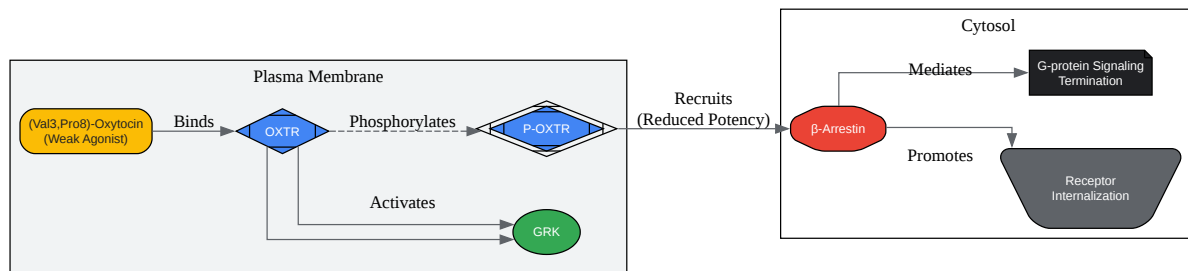 Plasma Membrane
(Val3,Pro8)-Oxytocin
(Weak Agonist)
Binds
OXTR
Phosphorylates
P-OXTR
Activates
GRK
Recruits
(Reduced Potency)
Cytosol
β-Arrestin
Mediates
G-protein Signaling
Termination
Promotes
Receptor
Internalization